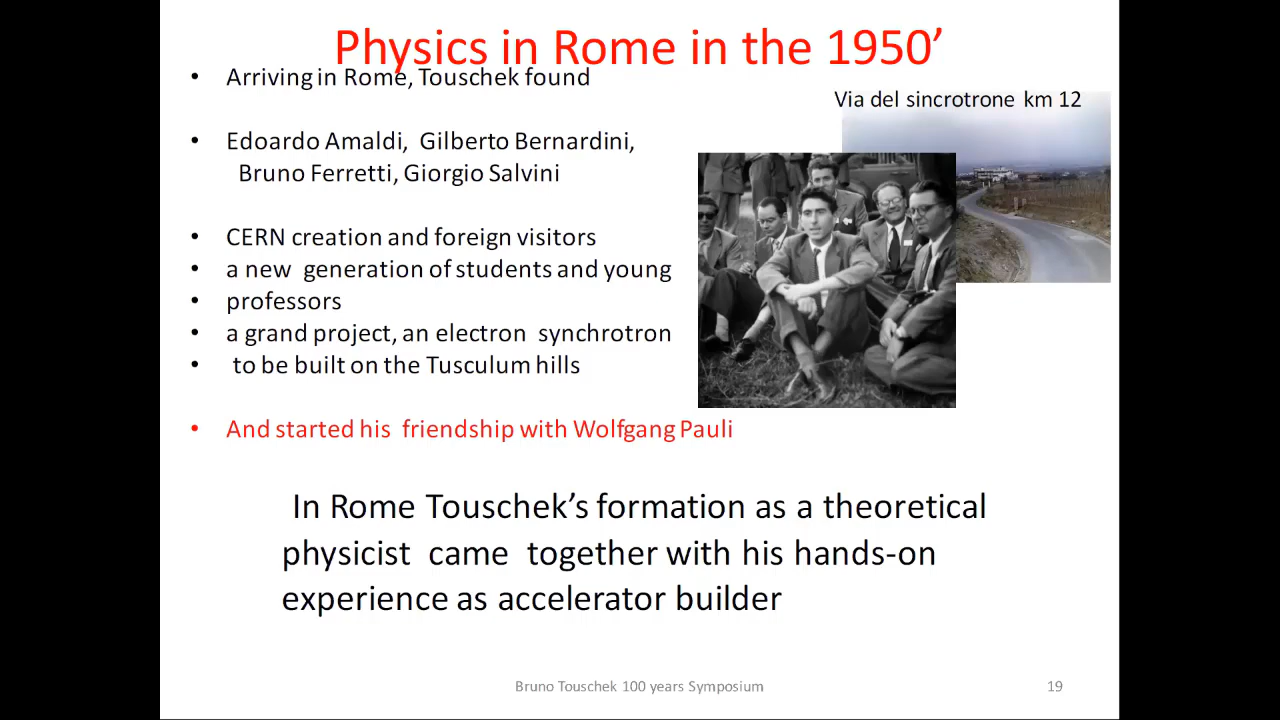 Physics in Rome in the 1950’
• Arriving in Rome, Touschek found
Via del sincrotrone km 12
• Edoardo Amaldi, Gilberto Bernardini,
Bruno Ferretti, Giorgio Salvini
• CERN creation and foreign visitors
• a new generation of students and young
• professors
• a grand project, an electron synchrotron
• to be built on the Tusculum hills
• And started his friendship with Wolfgang Pauli
In Rome Touschek’s formation as a theoretical
physicist came together with his hands-on
experience as accelerator builder
Bruno Touschek 100 years Symposium
19